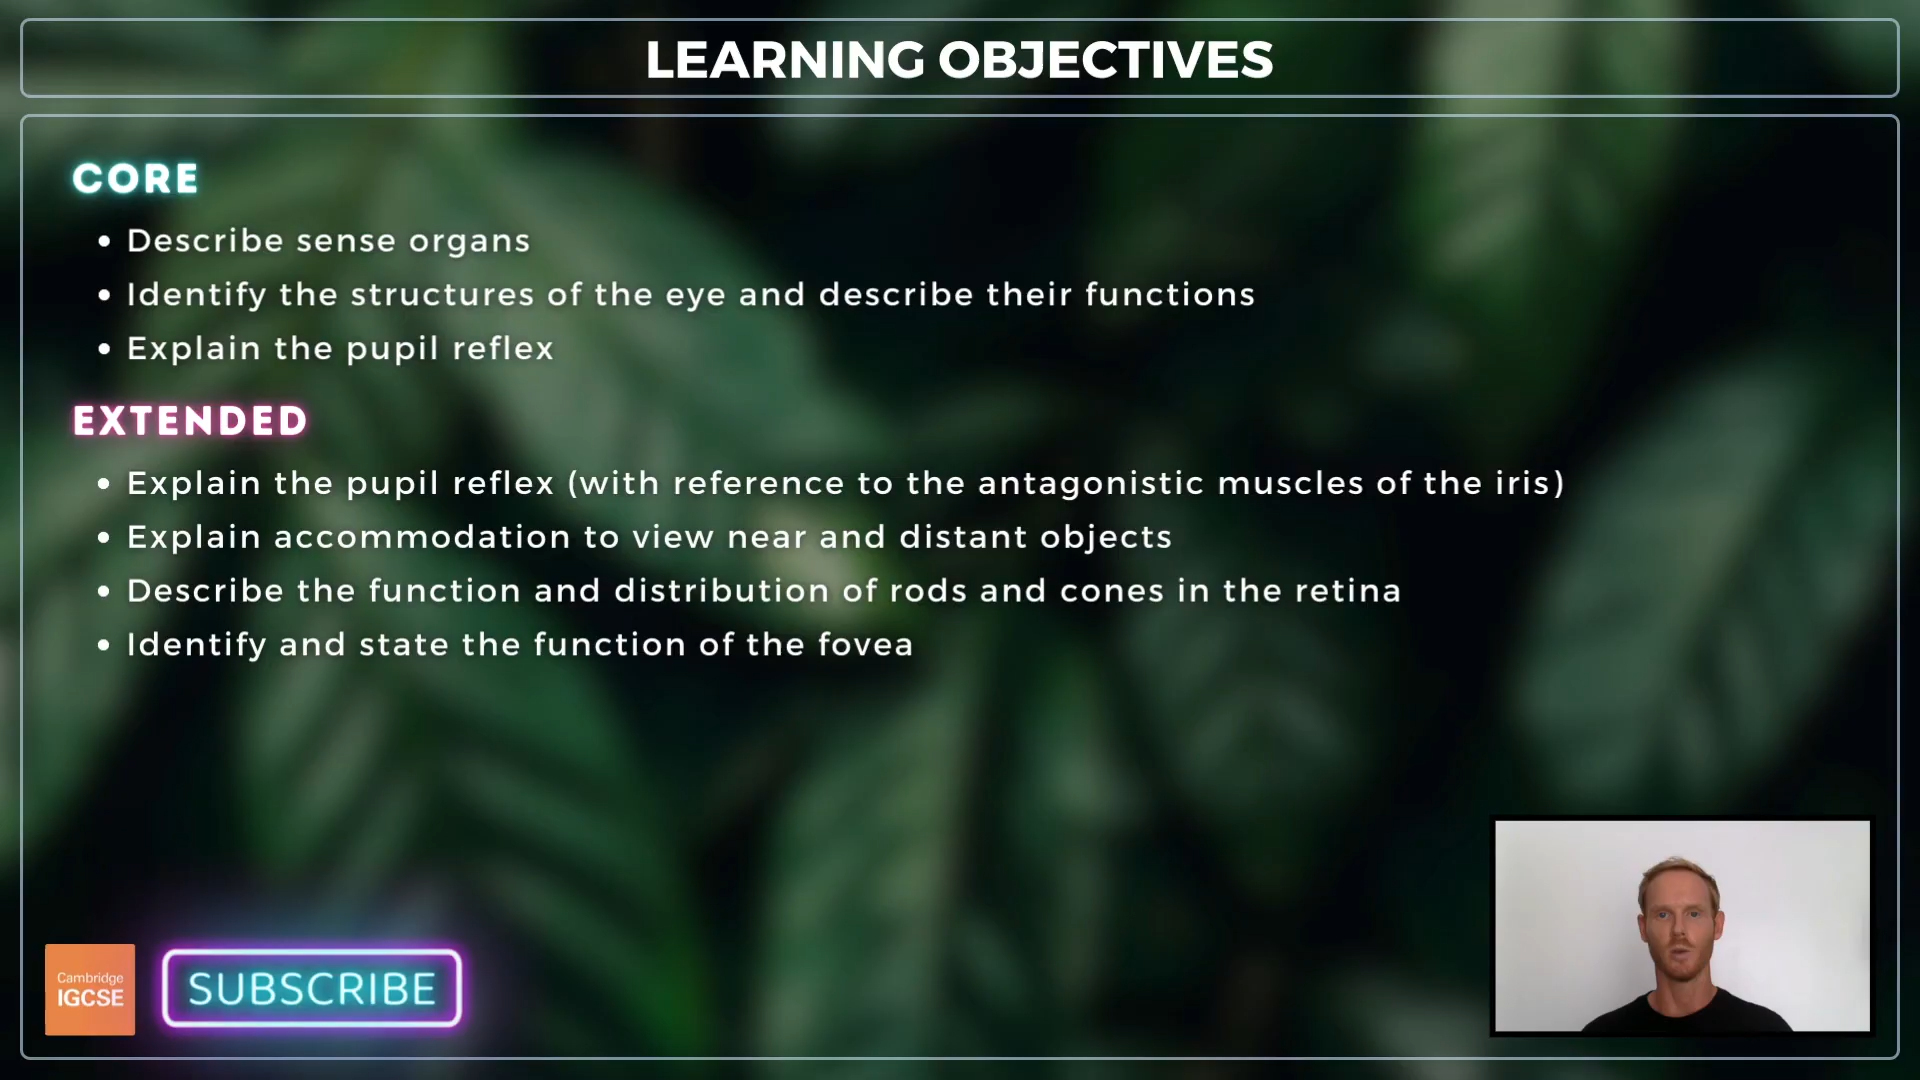 LEARNING OBJECTIVES
CORE
• Describe sense organs
• Identify the structures of the eye and describe their functions
• Explain the pupil reflex
EXTENDED
• Explain the pupil reflex (with reference to the antagonistic muscles of the iris)
• Explain accommodation to view near and distant objects
• Describe the function and distribution of rods and cones in the retina
• Identify and state the function of the fovea
Cambridge
IGCSE
SUBSCRIBE